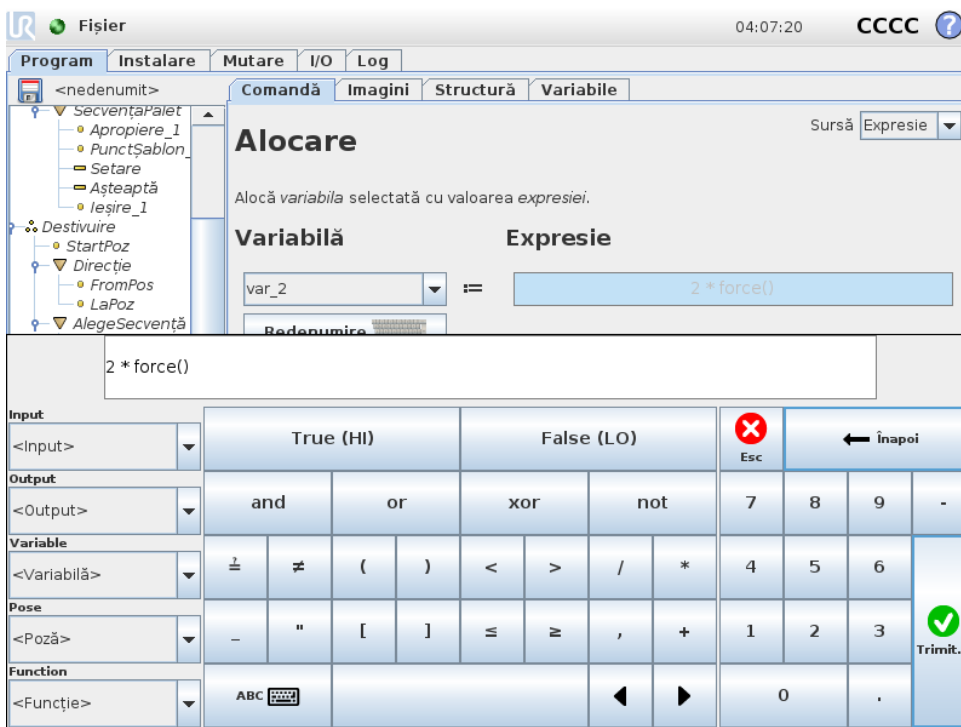 Fișier 04:07:20 CCCC ?
Program Instalare Mutare I/O Log
<nedenumit> Comandă Imagini Structură Variabile
SecvențaPalet
Apropiere_1
PunctȘablon_
Setare
Așteaptă
Ieșire_1
Destivuire
StartPoz
Direcție
FromPos
LaPoz
AlegeSecvență
Alocare
Sursă Expresie
Alocă variabila selectată cu valoarea expresiei.
Variabilă Expresie
var_2 := 2 * force()
Redenumire
2 * force()
Input
<Input>
Output
<Output>
Variable
<Variabilă>
Pose
<Poză>
Function
<Funcție>
True (HI) False (LO) Esc Înapoi
and or xor not 7 8 9 -
≟ ≠ ( ) < > / * 4 5 6
_ " [ ] ≤ ≥ , + 1 2 3 Trimit.
ABC 0 .